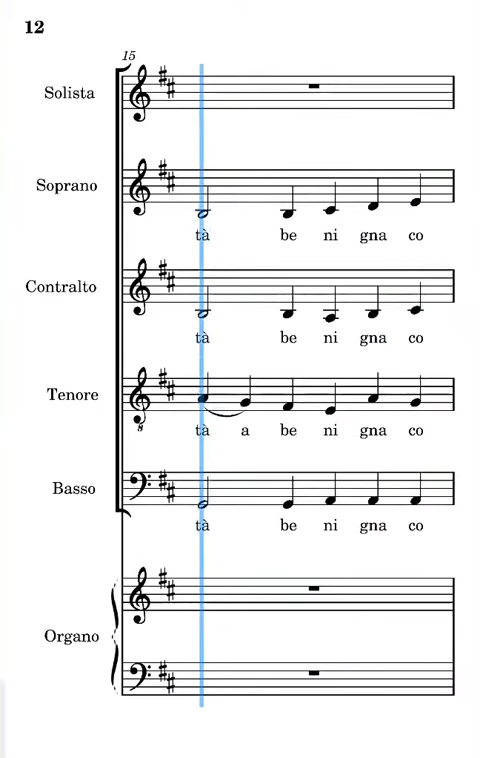 12
15
Solista
Soprano
tà be ni gna co
Contralto
tà be ni gna co
Tenore
8
tà a be ni gna co
Basso
tà be ni gna co
Organo